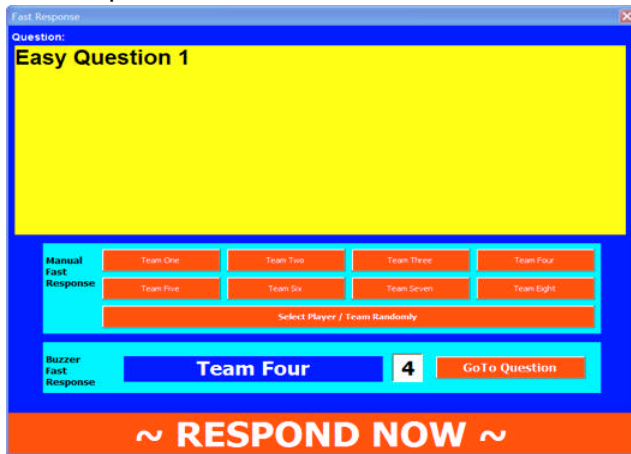 Fast Response
Question:
Easy Question 1
Manual
Fast
Response
Team One
Team Two
Team Three
Team Four
Team Five
Team Six
Team Seven
Team Eight
Select Player / Team Randomly
Buzzer
Fast
Response
Team Four
4
GoTo Question
~ RESPOND NOW ~